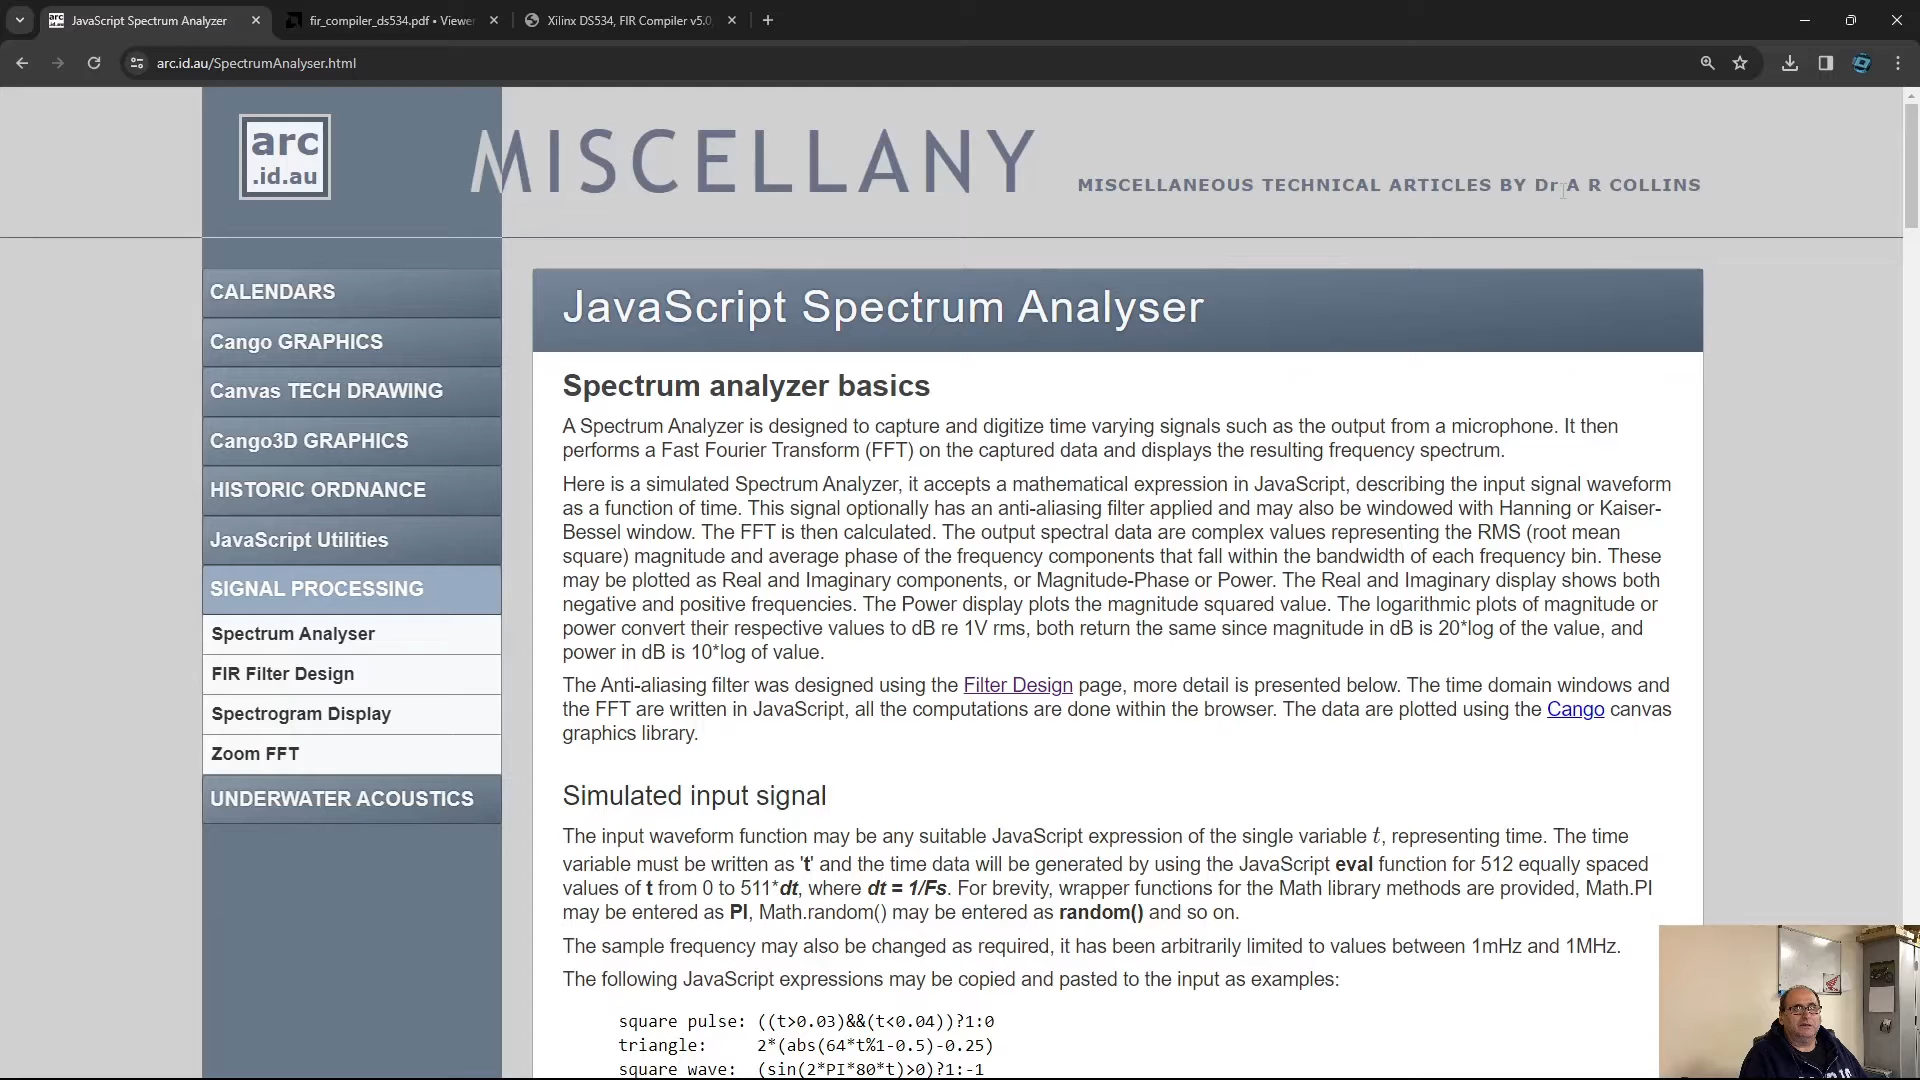 JavaScript Spectrum Analyzer
fir_compiler_ds534.pdf • Viewer
Xilinx DS534, FIR Compiler v5.0
arc.id.au/SpectrumAnalyser.html
arc
.id.au
MISCELLANY
MISCELLANEOUS TECHNICAL ARTICLES BY Dr A R COLLINS
CALENDARS
Cango GRAPHICS
Canvas TECH DRAWING
Cango3D GRAPHICS
HISTORIC ORDNANCE
JavaScript Utilities
SIGNAL PROCESSING
Spectrum Analyser
FIR Filter Design
Spectrogram Display
Zoom FFT
UNDERWATER ACOUSTICS
JavaScript Spectrum Analyser
Spectrum analyzer basics
A Spectrum Analyzer is designed to capture and digitize time varying signals such as the output from a microphone. It then
performs a Fast Fourier Transform (FFT) on the captured data and displays the resulting frequency spectrum.
Here is a simulated Spectrum Analyzer, it accepts a mathematical expression in JavaScript, describing the input signal waveform
as a function of time. This signal optionally has an anti-aliasing filter applied and may also be windowed with Hanning or Kaiser-
Bessel window. The FFT is then calculated. The output spectral data are complex values representing the RMS (root mean
square) magnitude and average phase of the frequency components that fall within the bandwidth of each frequency bin. These
may be plotted as Real and Imaginary components, or Magnitude-Phase or Power. The Real and Imaginary display shows both
negative and positive frequencies. The Power display plots the magnitude squared value. The logarithmic plots of magnitude or
power convert their respective values to dB re 1V rms, both return the same since magnitude in dB is 20*log of the value, and
power in dB is 10*log of value.
The Anti-aliasing filter was designed using the Filter Design page, more detail is presented below. The time domain windows and
the FFT are written in JavaScript, all the computations are done within the browser. The data are plotted using the Cango canvas
graphics library.
Simulated input signal
The input waveform function may be any suitable JavaScript expression of the single variable t, representing time. The time
variable must be written as 't' and the time data will be generated by using the JavaScript eval function for 512 equally spaced
values of t from 0 to 511*dt, where dt = 1/Fs. For brevity, wrapper functions for the Math library methods are provided, Math.PI
may be entered as PI, Math.random() may be entered as random() and so on.
The sample frequency may also be changed as required, it has been arbitrarily limited to values between 1mHz and 1MHz.
The following JavaScript expressions may be copied and pasted to the input as examples:
square pulse: ((t>0.03)&&(t<0.04))?1:0
triangle: 2*(abs(64*t%1-0.5)-0.25)
square wave: (sin(2*PI*80*t)>0)?1:-1